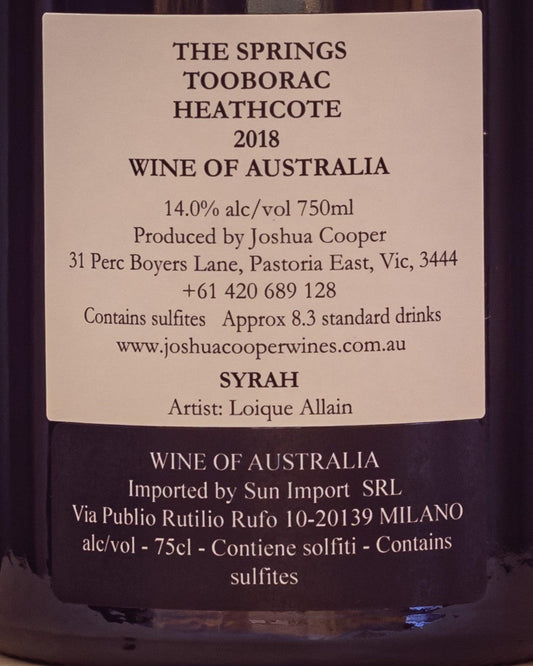 THE SPRINGS
TOOBORAC
HEATHCOTE
2018
WINE OF AUSTRALIA
14.0% alc/vol 750ml
Produced by Joshua Cooper
31 Perc Boyers Lane, Pastoria East, Vic, 3444
+61 420 689 128
Contains sulfites Approx 8.3 standard drinks
www.joshuacooperwines.com.au
SYRAH
Artist: Loique Allain
WINE OF AUSTRALIA
Imported by Sun Import SRL
Via Publio Rutilio Rufo 10-20139 MILANO
alc/vol - 75cl - Contiene solfiti - Contains
sulfites